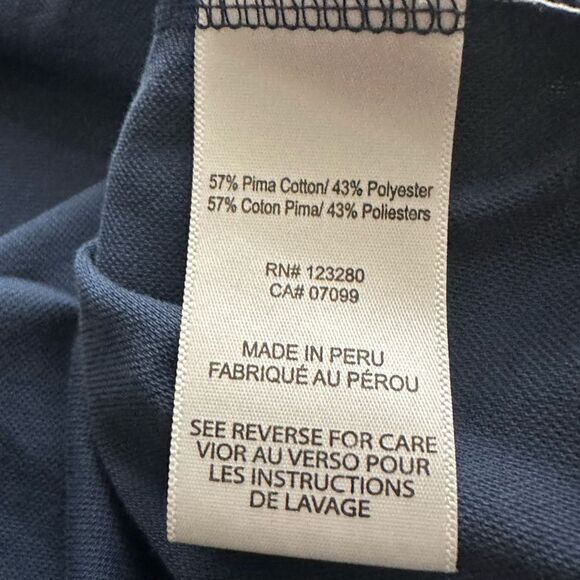 57% Pima Cotton/ 43% Polyester
57% Coton Pima/ 43% Poliesters
RN# 123280
CA# 07099
MADE IN PERU
FABRIQUÉ AU PÉROU
SEE REVERSE FOR CARE
VIOR AU VERSO POUR
LES INSTRUCTIONS
DE LAVAGE